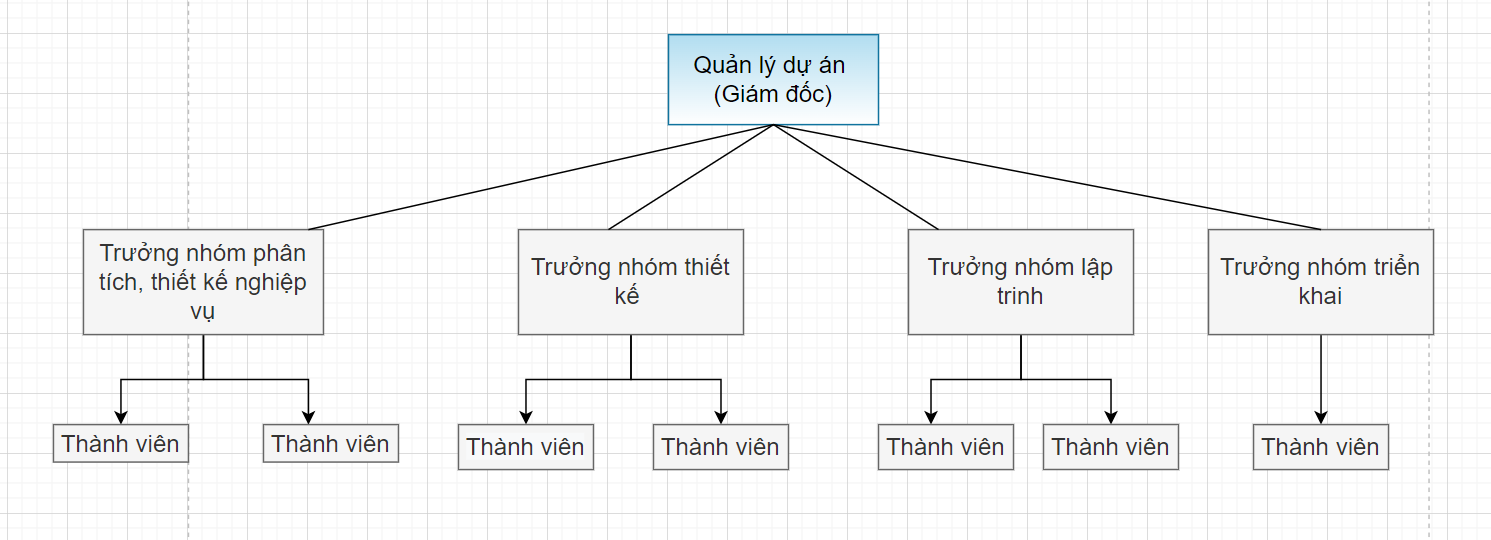 Quản lý dự án
(Giám đốc)
Trưởng nhóm phân
tích, thiết kế nghiệp
vụ
Trưởng nhóm thiết
kế
Trưởng nhóm lập
trinh
Trưởng nhóm triển
khai
Thành viên
Thành viên
Thành viên
Thành viên
Thành viên
Thành viên
Thành viên